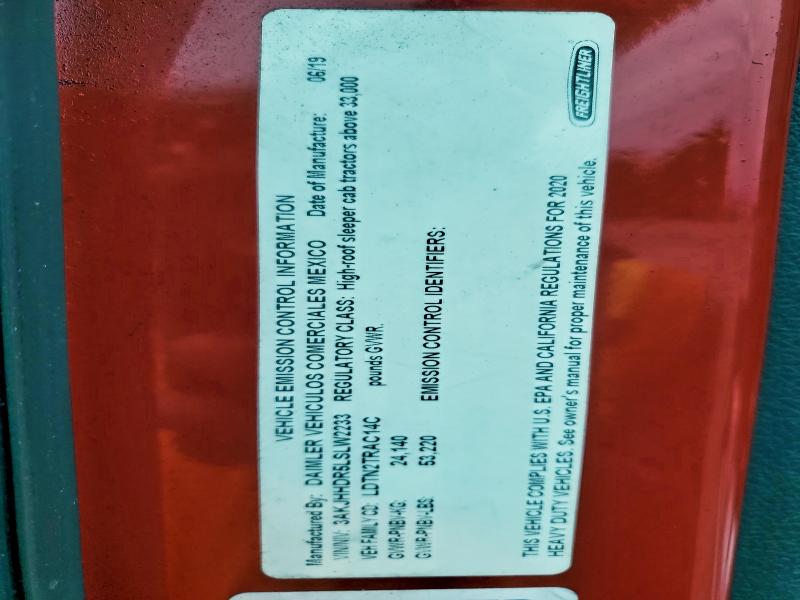 VEHICLE EMISSION CONTROL INFORMATION
Manufactured By: DAIMLER VEHICULOS COMERCIALES MEXICO Date of Manufacture: 06/19
VIN/NIV: 3AKJHHDR5LSLW2233 REGULATORY CLASS: High-roof sleeper cab tractors above 33,000
VEH FAMILY CD: LDTN2TRAC14C pounds GVWR.
GVWR-PNBV-KG: 24,140
GVWR-PNBV-LBS: 53,220 EMISSION CONTROL IDENTIFIERS:
THIS VEHICLE COMPLIES WITH U.S. EPA AND CALIFORNIA REGULATIONS FOR 2020
HEAVY DUTY VEHICLES. See owner's manual for proper maintenance of this vehicle.
FREIGHTLINER